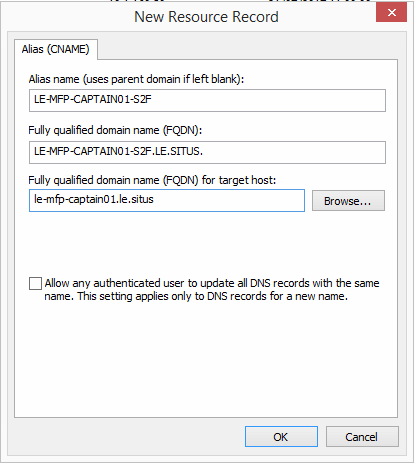 New Resource Record
Alias (CNAME)
Alias name (uses parent domain if left blank):
LE-MFP-CAPTAIN01-S2F
Fully qualified domain name (FQDN):
LE-MFP-CAPTAIN01-S2F.LE.SITUS.
Fully qualified domain name (FQDN) for target host:
le-mfp-captain01.le.situs
Browse...
Allow any authenticated user to update all DNS records with the same
name. This setting applies only to DNS records for a new name.
OK
Cancel